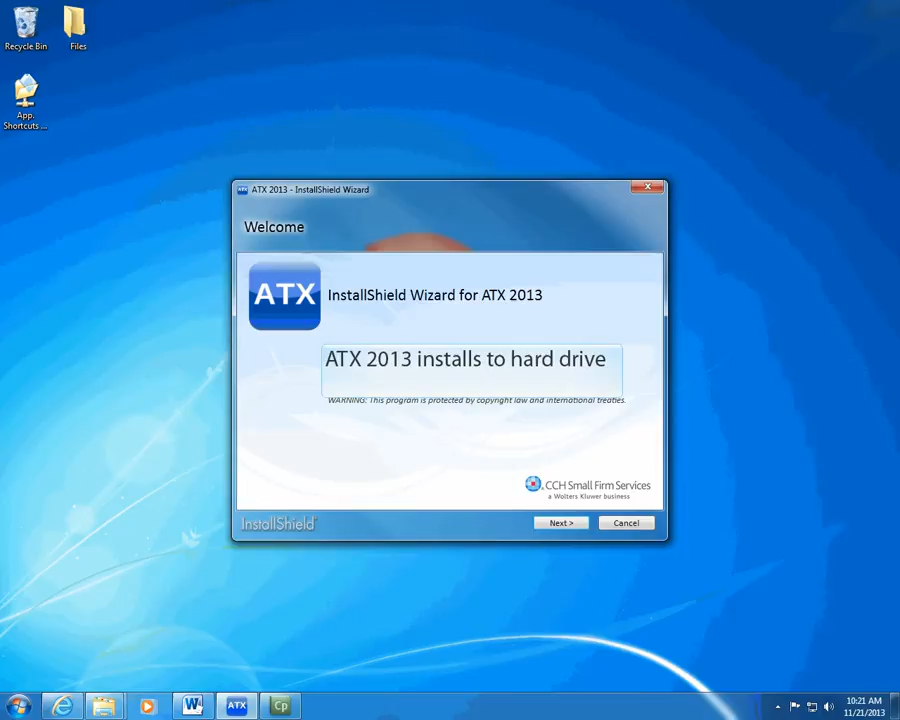 Recycle Bin
Files
App.
Shortcuts ...
ATX 2013 - InstallShield Wizard
Welcome
ATX
InstallShield Wizard for ATX 2013
ATX 2013 installs to hard drive
WARNING: This program is protected by copyright law and international treaties.
CCH Small Firm Services
a Wolters Kluwer business
InstallShield
Next >
Cancel
W
ATX
Cp
10:21 AM
11/21/2013